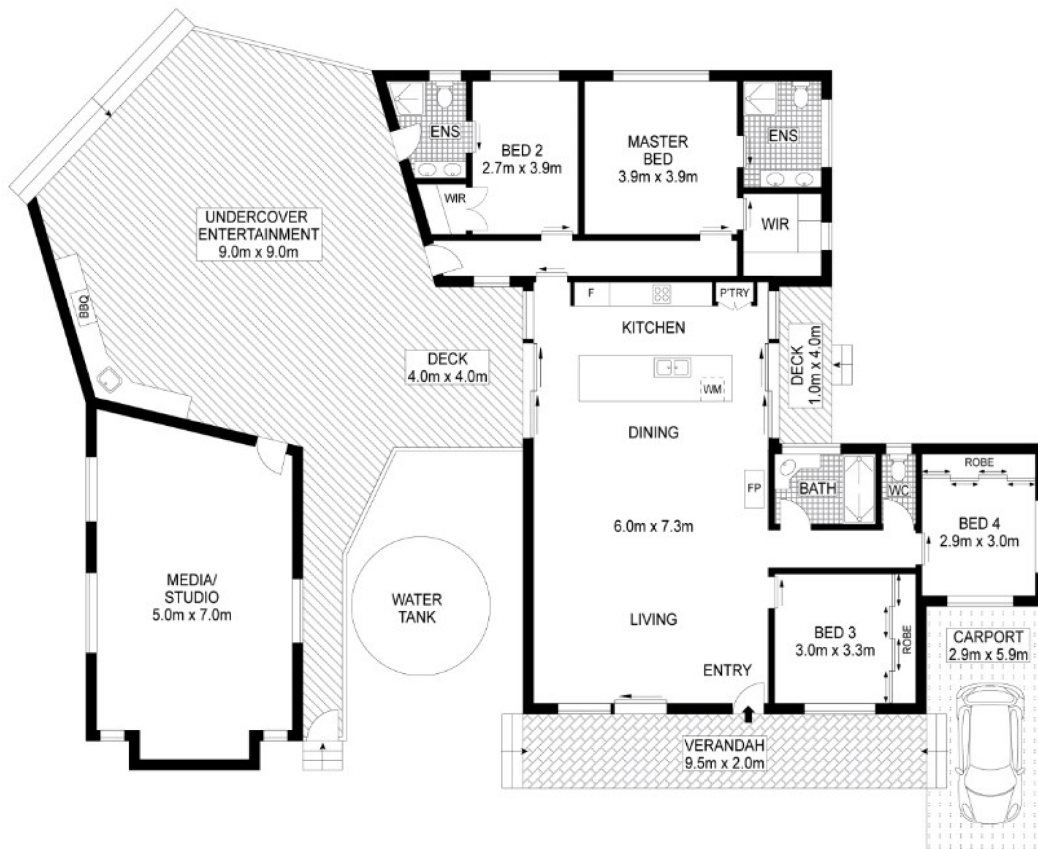 ENS
BED 2
2.7m x 3.9m
MASTER
BED
3.9m x 3.9m
ENS
WIR
WIR
UNDERCOVER
ENTERTAINMENT
9.0m x 9.0m
BBQ
F
P'TRY
KITCHEN
DECK
4.0m x 4.0m
DECK
1.0m x 4.0m
WM
DINING
FP
BATH
WC
ROBE
BED 4
2.9m x 3.0m
6.0m x 7.3m
MEDIA/
STUDIO
5.0m x 7.0m
WATER
TANK
LIVING
BED 3
3.0m x 3.3m
ROBE
CARPORT
2.9m x 5.9m
ENTRY
VERANDAH
9.5m x 2.0m